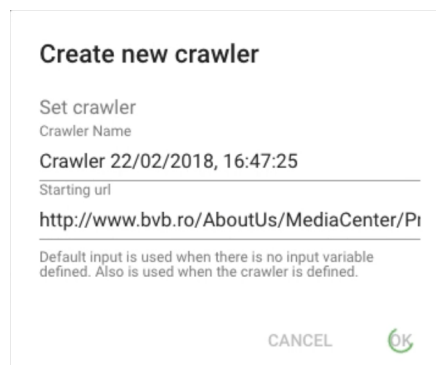 Create new crawler
Set crawler
Crawler Name
Crawler 22/02/2018, 16:47:25
Starting url
http://www.bvb.ro/AboutUs/MediaCenter/Pr
Default input is used when there is no input variable
defined. Also is used when the crawler is defined.
CANCEL OK